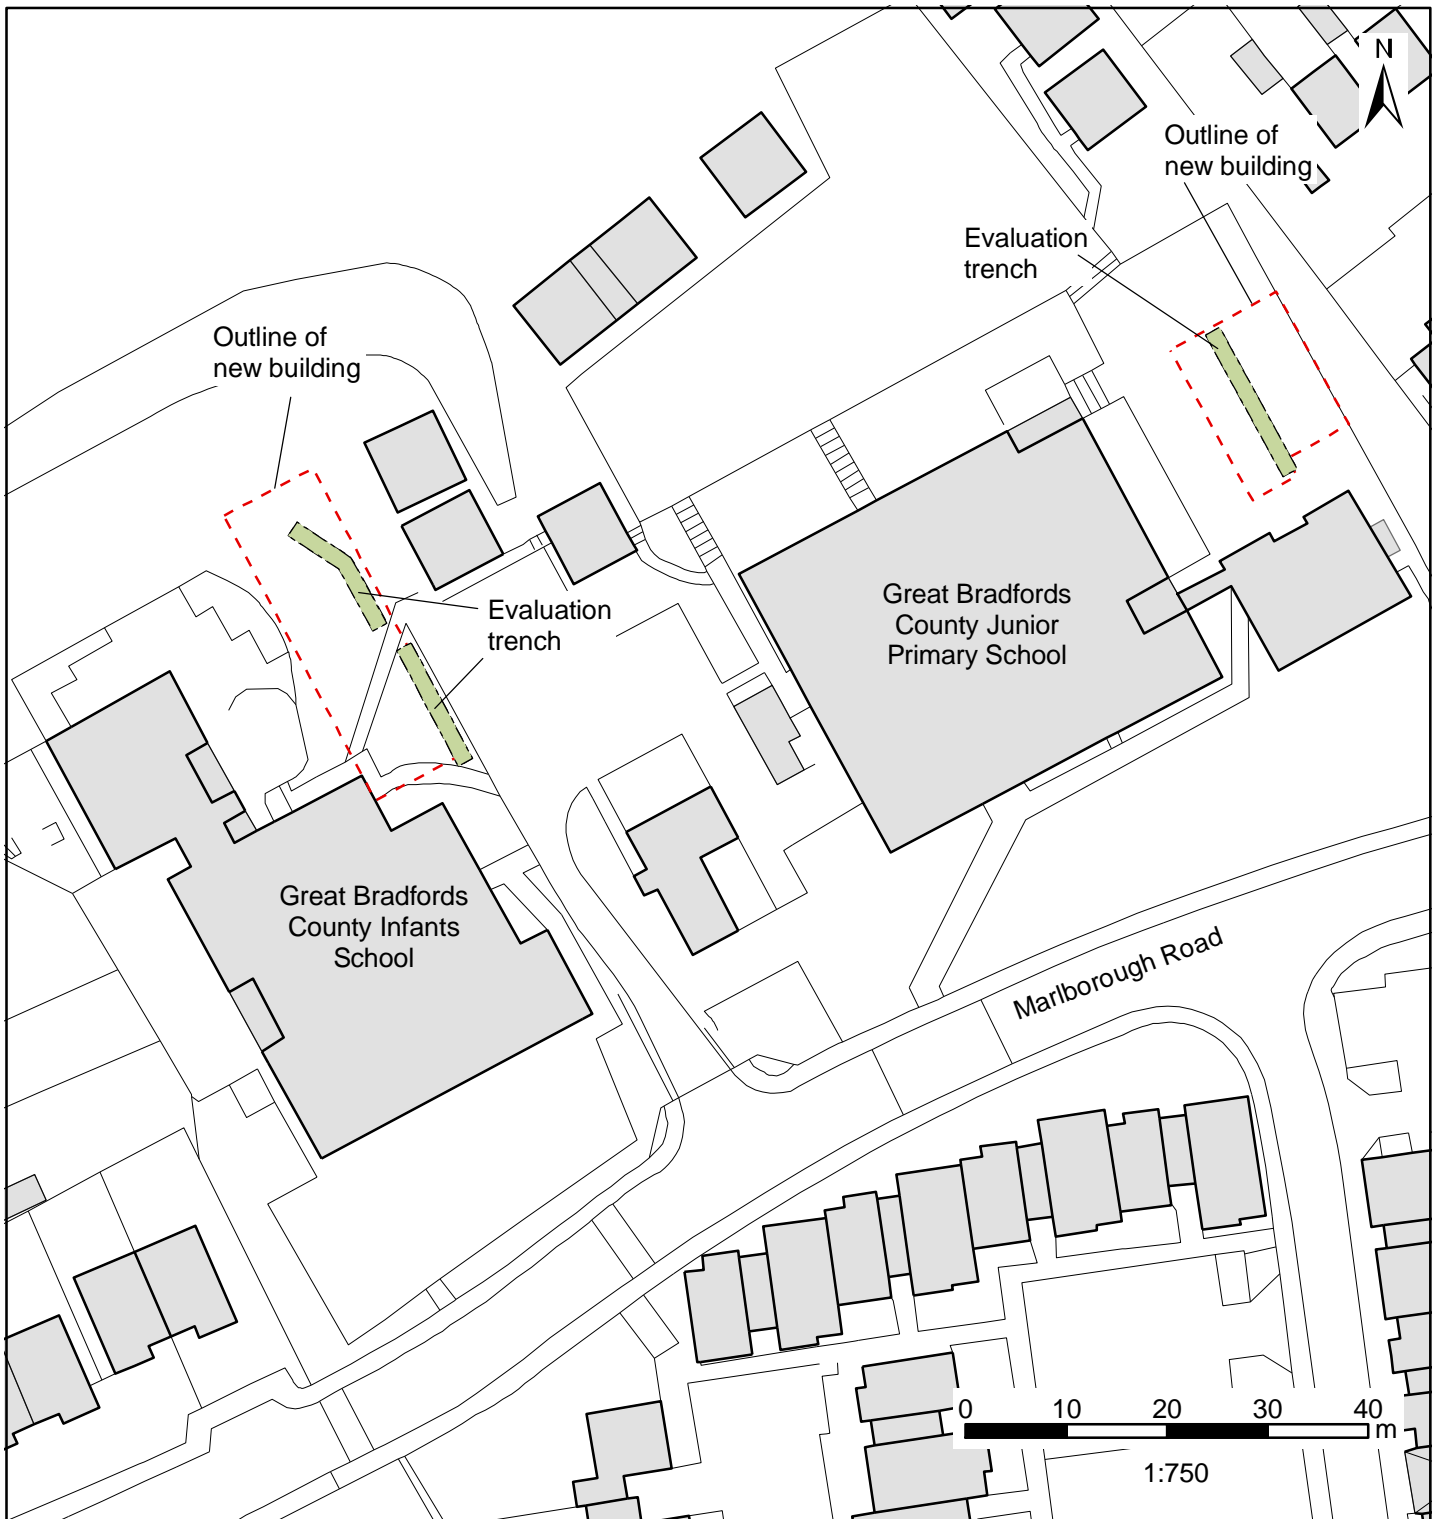 N
Outline of
new building
Evaluation
trench
Outline of
new building
Evaluation
trench
Great Bradfords
County Junior
Primary School
Great Bradfords
County Infants
School
Marlborough Road
0 10 20 30 40
m
1:750